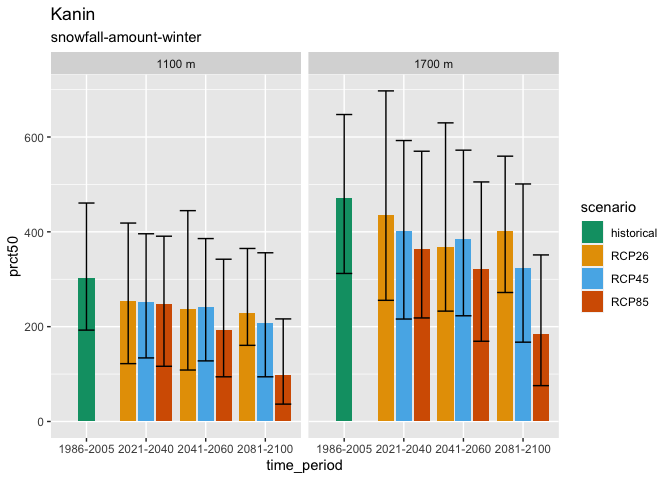 Kanin
snowfall-amount-winter
1100 m
1700 m
prct50
600
400
200
0
1986-2005
2021-2040
2041-2060
2081-2100
1986-2005
2021-2040
2041-2060
2081-2100
time_period
scenario
historical
RCP26
RCP45
RCP85